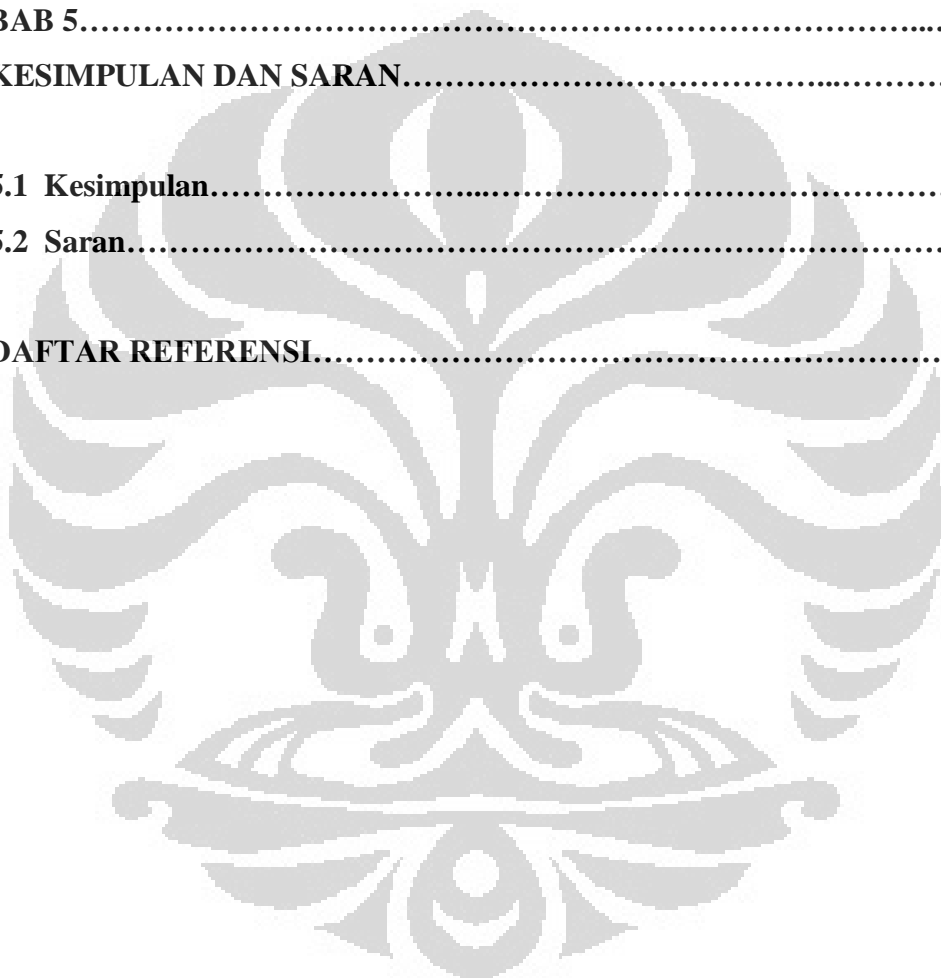 BAB 5……………………………………………………………………………...
KESIMPULAN DAN SARAN……………………………………...………
5.1 Kesimpulan……………………...………………………………………
5.2 Saran……………………………………………………………………
DAFTAR REFERENSI………………………………………………………